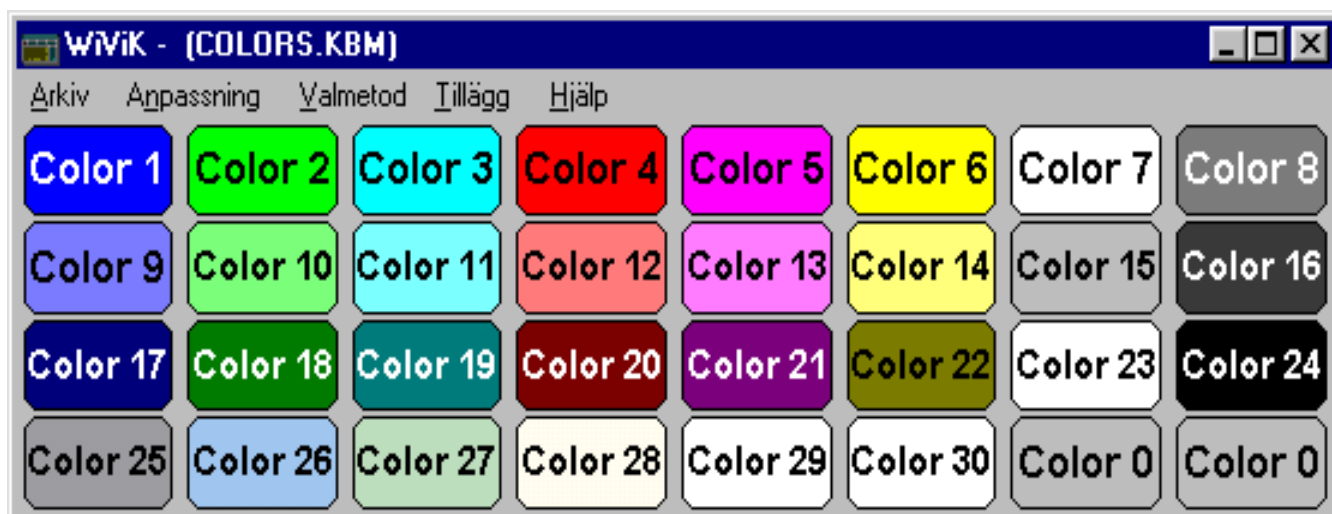 WiViK - (COLORS.KBM)
Arkiv Anpassning Valmetod Tillägg Hjälp
Color 1 Color 2 Color 3 Color 4 Color 5 Color 6 Color 7 Color 8
Color 9 Color 10 Color 11 Color 12 Color 13 Color 14 Color 15 Color 16
Color 17 Color 18 Color 19 Color 20 Color 21 Color 22 Color 23 Color 24
Color 25 Color 26 Color 27 Color 28 Color 29 Color 30 Color 0 Color 0